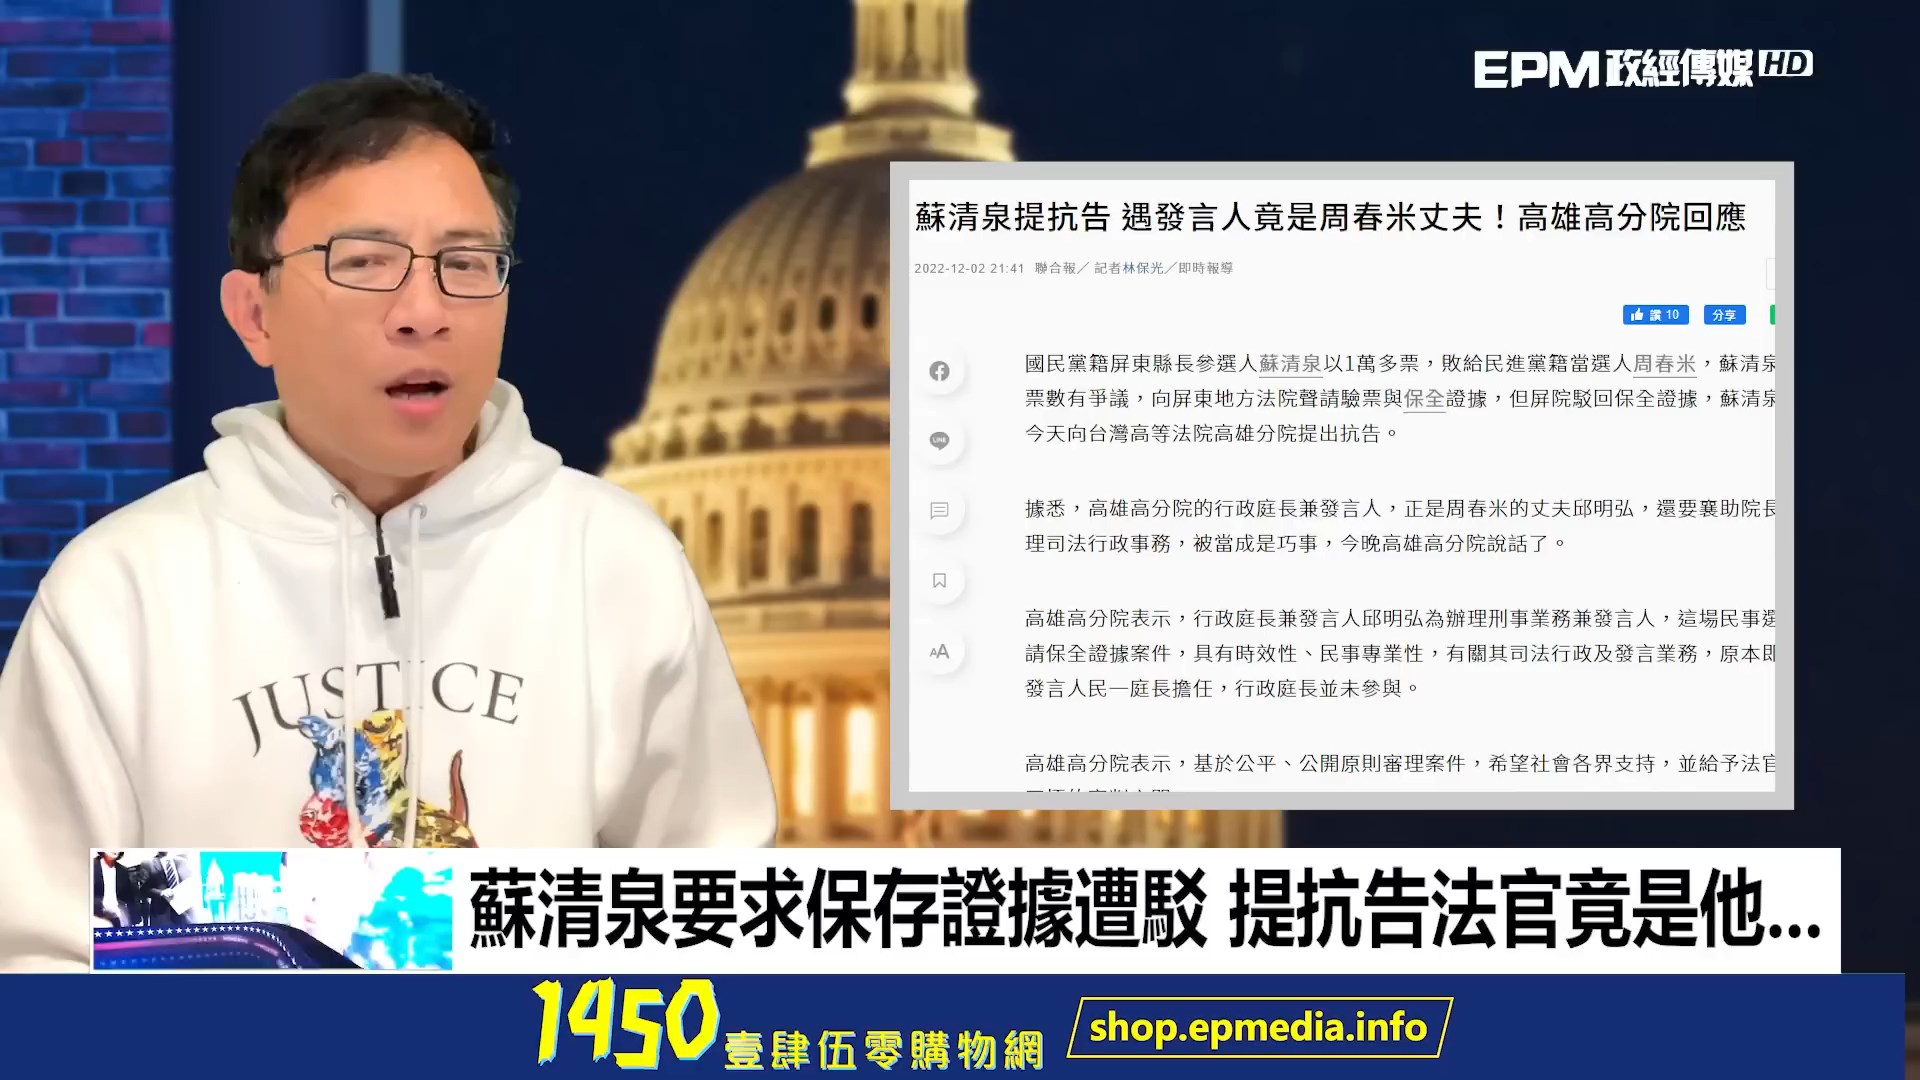 EPM政經傳媒HD
蘇清泉提抗告 遇發言人竟是周春米丈夫！高雄高分院回應
2022-12-02 21:41 聯合報／ 記者林保光／即時報導
讚 10 分享
國民黨籍屏東縣長參選人蘇清泉以1萬多票，敗給民進黨籍當選人周春米，蘇清泉
票數有爭議，向屏東地方法院聲請驗票與保全證據，但屏院駁回保全證據，蘇清泉
今天向台灣高等法院高雄分院提出抗告。
LINE
據悉，高雄高分院的行政庭長兼發言人，正是周春米的丈夫邱明弘，還要襄助院長
理司法行政事務，被當成是巧事，今晚高雄高分院說話了。
高雄高分院表示，行政庭長兼發言人邱明弘為辦理刑事業務兼發言人，這場民事選
請保全證據案件，具有時效性、民事專業性，有關其司法行政及發言業務，原本即
AA
發言人民一庭長擔任，行政庭長並未參與。
高雄高分院表示，基於公平、公開原則審理案件，希望社會各界支持，並給予法官
JUSTICE
蘇清泉要求保存證據遭駁 提抗告法官竟是他...
1450壹肆伍零購物網 shop.epmedia.info